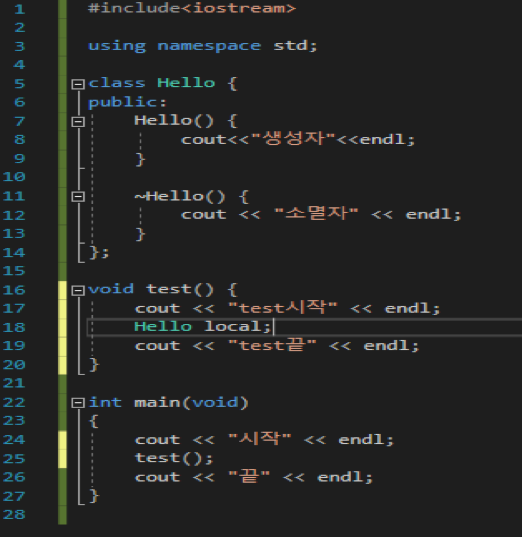 1 #include<iostream>
2
3 using namespace std;
4
5 class Hello {
6 public:
7 Hello() {
8 cout<<"생성자"<<endl;
9 }
10
11 ~Hello() {
12 cout << "소멸자" << endl;
13 }
14 };
15
16 void test() {
17 cout << "test시작" << endl;
18 Hello local;
19 cout << "test끝" << endl;
20 }
21
22 int main(void)
23 {
24 cout << "시작" << endl;
25 test();
26 cout << "끝" << endl;
27 }
28